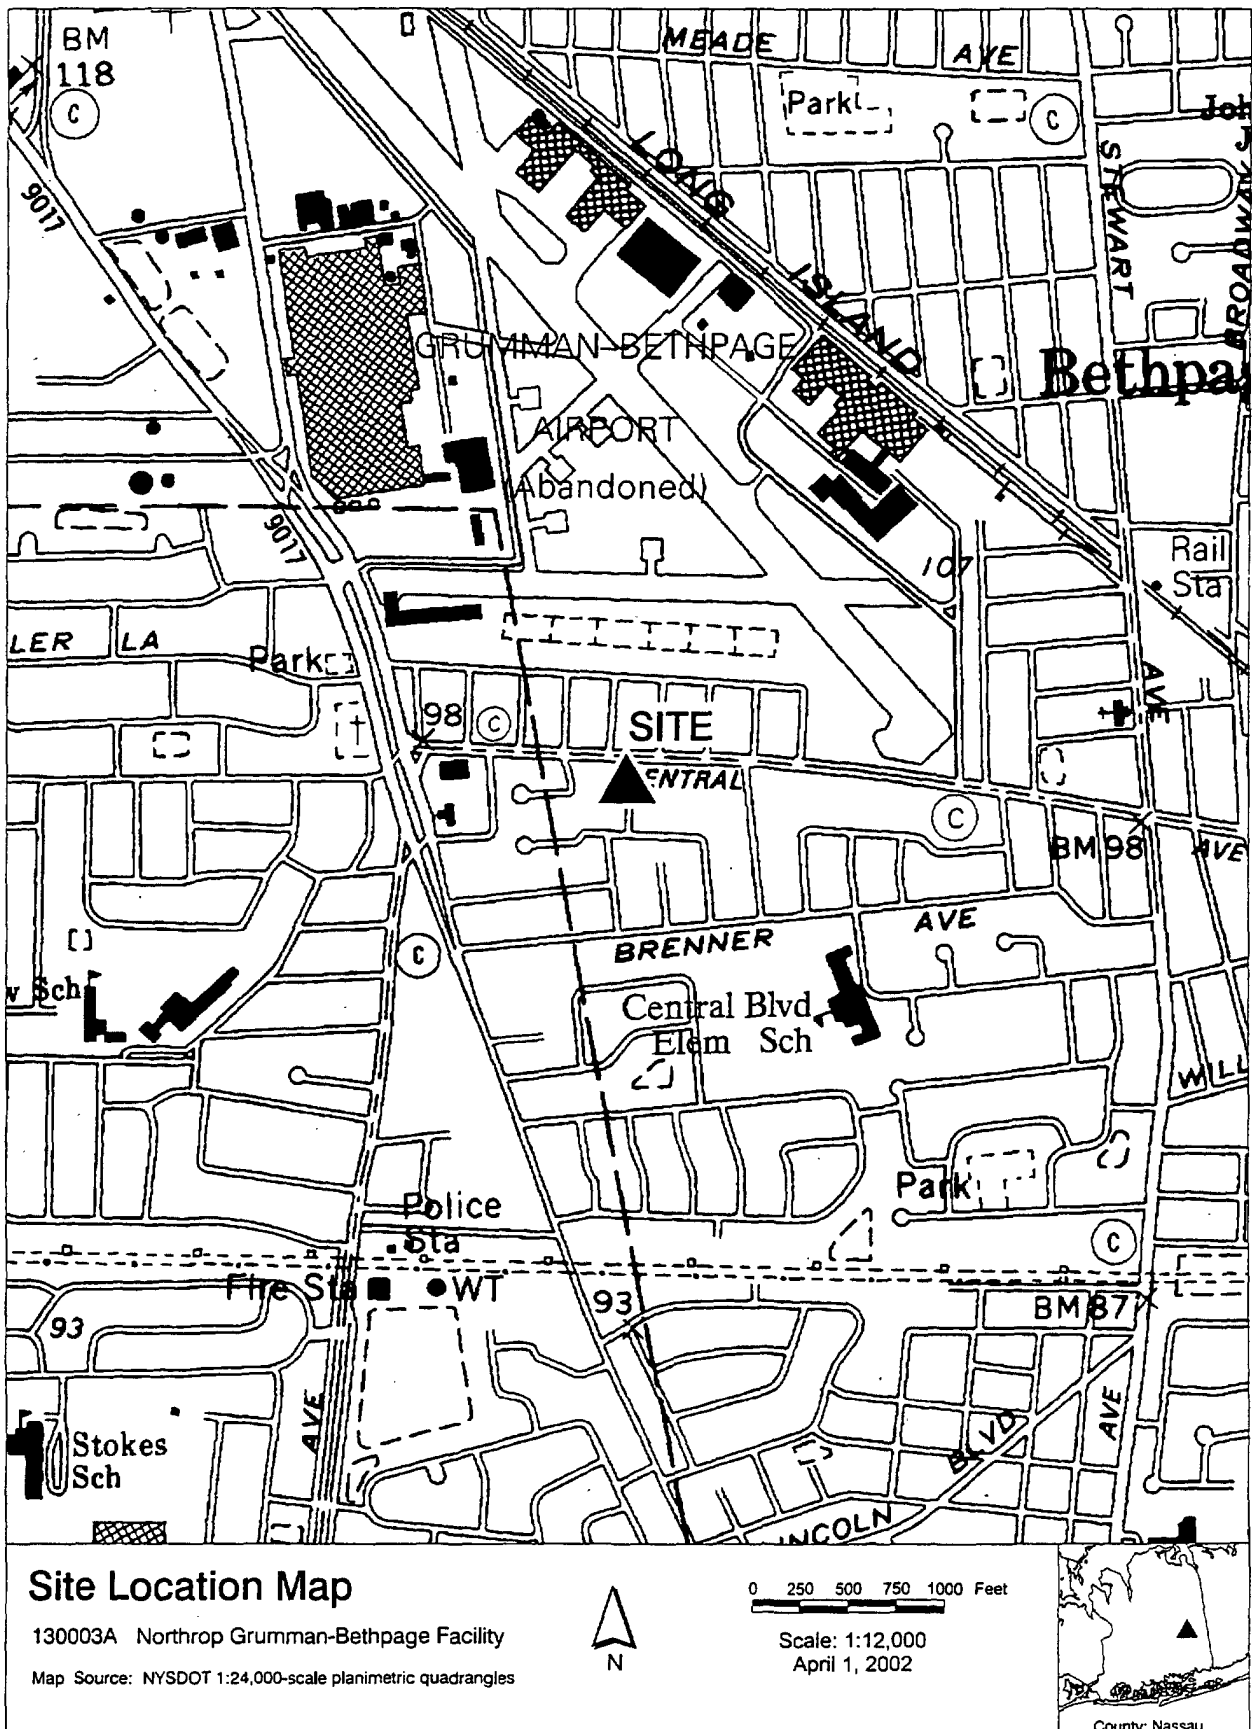 BM
118
C
MEADE AVE
Park
C
STEWART
BROADWAY
9017
LONG ISLAND
GRUMMAN-BETHPAGE
AIRPORT
(Abandoned)
Bethpa
9017
107
Rail
Sta
LER LA
Park
98
C
SITE
ENTRAL
AVE
C
BM 98
AVE
BRENNER AVE
C
w Sch
Central Blvd
Elem Sch
WILL
Police
Sta
Park
C
Fire Sta
WT
93
93
BM 87
AVE
AVE
BLVD
Stokes
Sch
INCOLN
Site Location Map
130003A Northrop Grumman-Bethpage Facility
Map Source: NYSDOT 1:24,000-scale planimetric quadrangles
N
0 250 500 750 1000 Feet
Scale: 1:12,000
April 1, 2002
County: Nassau